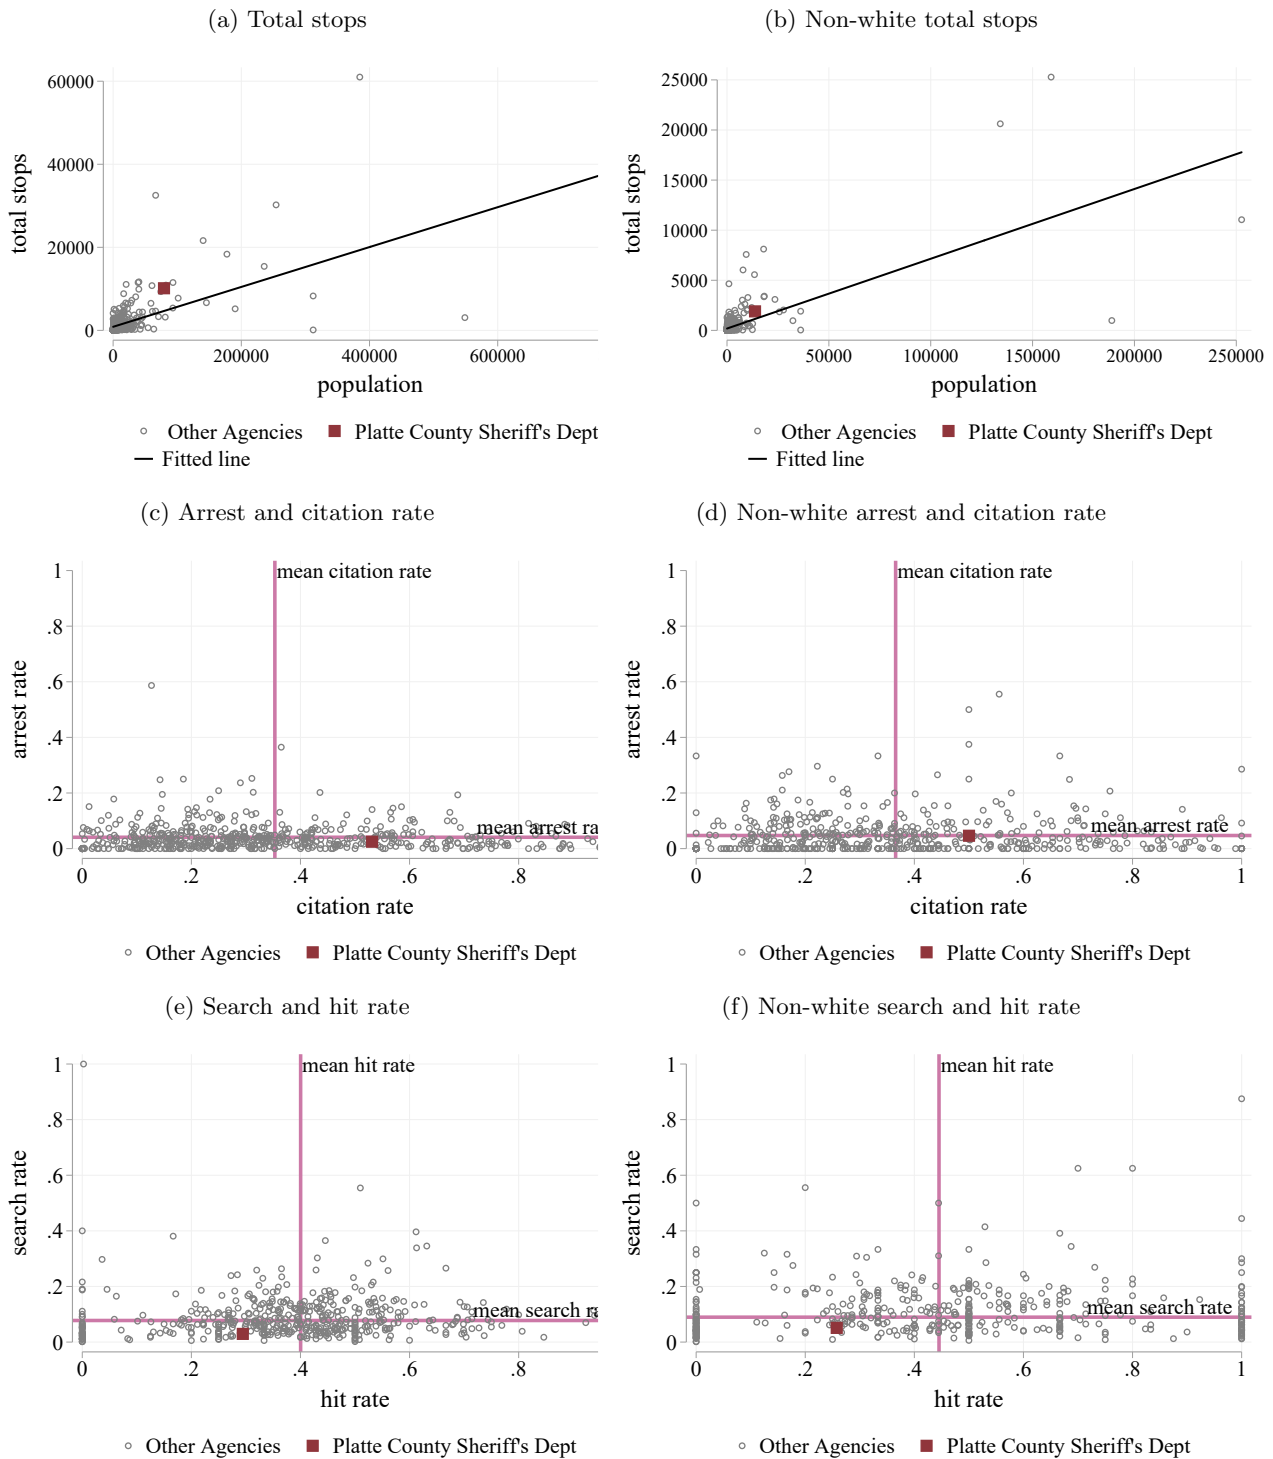 (a) Total stops
(b) Non-white total stops
total stops
60000
40000
20000
0
0 200000 400000 600000
population
Other Agencies Platte County Sheriff's Dept
Fitted line
total stops
25000
20000
15000
10000
5000
0
0 50000 100000 150000 200000 250000
population
Other Agencies Platte County Sheriff's Dept
Fitted line
(c) Arrest and citation rate
(d) Non-white arrest and citation rate
arrest rate
1
.8
.6
.4
.2
0
mean citation rate
mean arrest ra
0 .2 .4 .6 .8
citation rate
Other Agencies Platte County Sheriff's Dept
arrest rate
1
.8
.6
.4
.2
0
mean citation rate
mean arrest rate
0 .2 .4 .6 .8 1
citation rate
Other Agencies Platte County Sheriff's Dept
(e) Search and hit rate
(f) Non-white search and hit rate
search rate
1
.8
.6
.4
.2
0
mean hit rate
mean search ra
0 .2 .4 .6 .8
hit rate
Other Agencies Platte County Sheriff's Dept
search rate
1
.8
.6
.4
.2
0
mean hit rate
mean search rate
0 .2 .4 .6 .8 1
hit rate
Other Agencies Platte County Sheriff's Dept